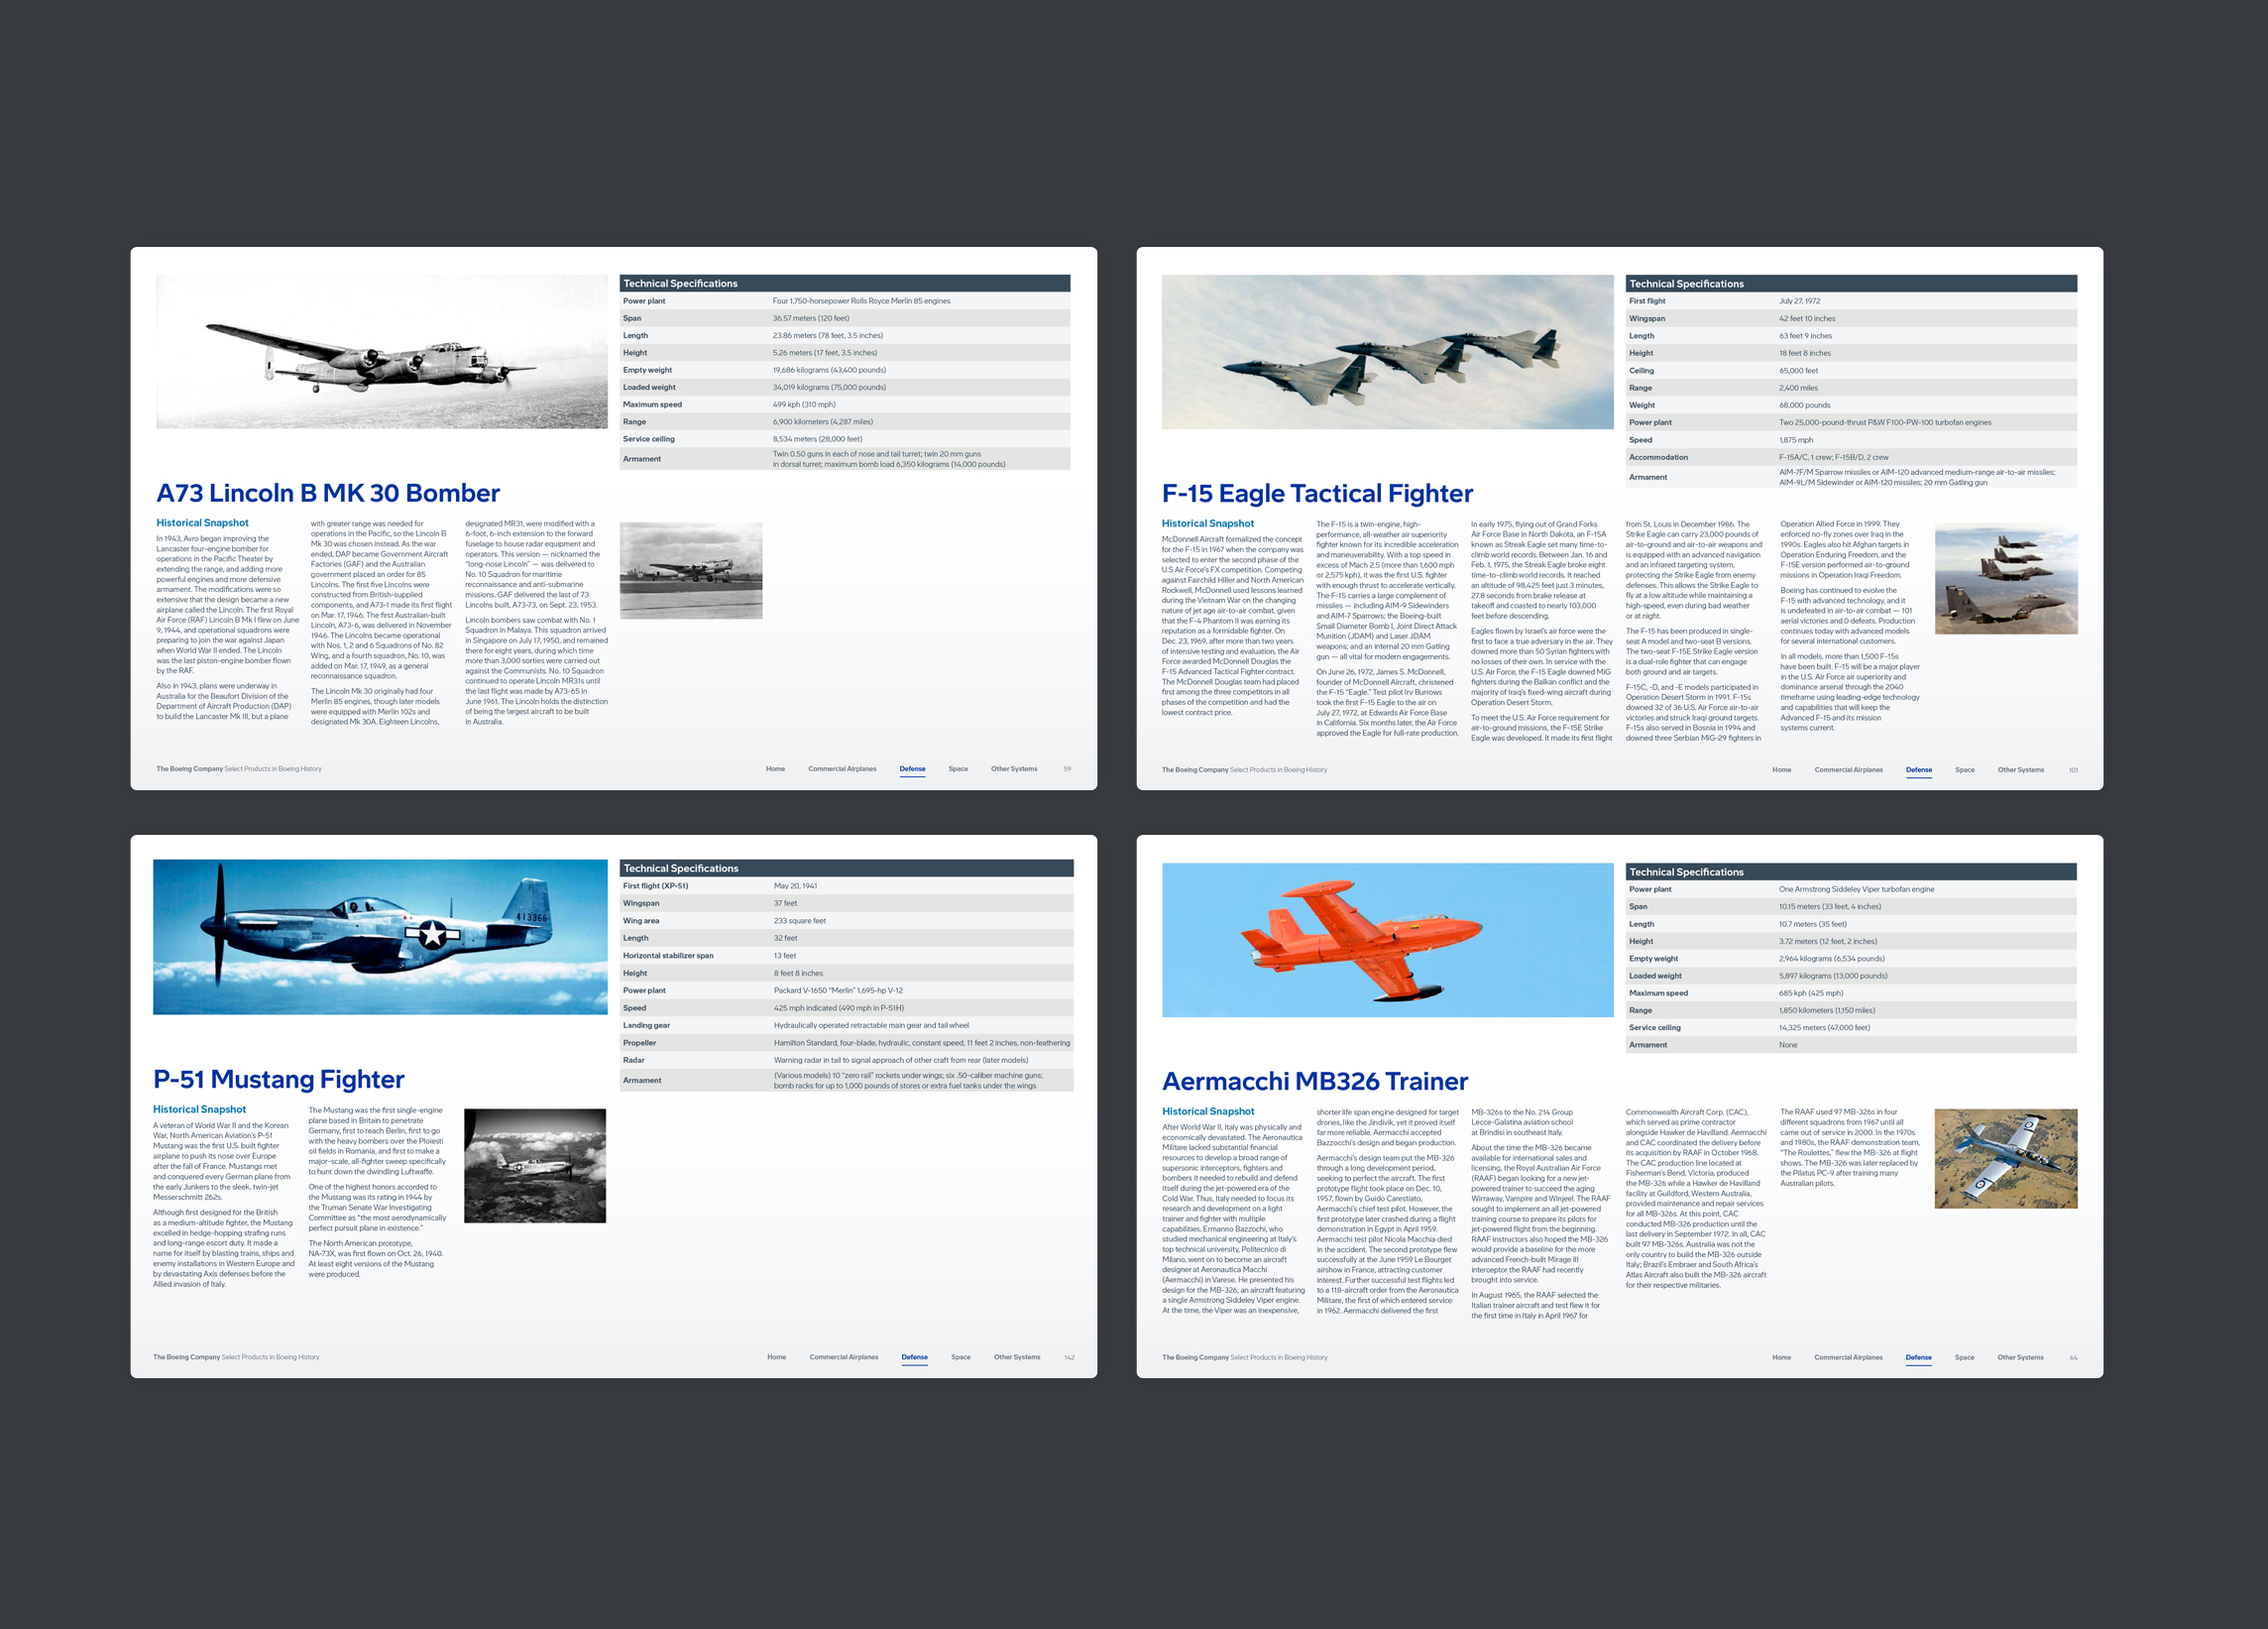 Technical Specifications
Power plant Four 1,750-horsepower Rolls Royce Merlin 85 engines
Span 36.57 meters (120 feet)
Length 23.86 meters (78 feet, 3.5 inches)
Height 5.26 meters (17 feet, 3.5 inches)
Empty weight 19,686 kilograms (43,400 pounds)
Loaded weight 34,019 kilograms (75,000 pounds)
Maximum speed 499 kph (310 mph)
Range 6,900 kilometers (4,287 miles)
Service ceiling 8,534 meters (28,000 feet)
Armament Twin 0.50 guns in each of nose and tail turret; twin 20 mm guns
in dorsal turret; maximum bomb load 6,350 kilograms (14,000 pounds)
A73 Lincoln B MK 30 Bomber
Historical Snapshot
In 1943, Avro began improving the
Lancaster four-engine bomber for
operations in the Pacific Theater by
extending the range, and adding more
powerful engines and more defensive
armament. The modifications were so
extensive that the design became a new
airplane called the Lincoln. The first Royal
Air Force (RAF) Lincoln B Mk I flew on June
9, 1944, and operational squadrons were
preparing to join the war against Japan
when World War II ended. The Lincoln
was the last piston-engine bomber flown
by the RAF.
Also in 1943, plans were underway in
Australia for the Beaufort Division of the
Department of Aircraft Production (DAP)
to build the Lancaster Mk III, but a plane
with greater range was needed for
operations in the Pacific, so the Lincoln B
Mk 30 was chosen instead. As the war
ended, DAP became Government Aircraft
Factories (GAF) and the Australian
government placed an order for 85
Lincolns. The first five Lincolns were
constructed from British-supplied
components, and A73-1 made its first flight
on Mar. 17, 1946. The first Australian-built
Lincoln, A73-6, was delivered in November
1946. The Lincolns became operational
with Nos. 1, 2 and 6 Squadrons of No. 82
Wing, and a fourth squadron, No. 10, was
added on Mar. 17, 1949, as a general
reconnaissance squadron.
The Lincoln Mk 30 originally had four
Merlin 85 engines, though later models
were equipped with Merlin 102s and
designated Mk 30A. Eighteen Lincolns,
designated MR31, were modified with a
6-foot, 6-inch extension to the forward
fuselage to house radar equipment and
operators. This version — nicknamed the
"long-nose Lincoln" — was delivered to
No. 10 Squadron for maritime
reconnaissance and anti-submarine
missions. GAF delivered the last of 73
Lincolns built, A73-73, on Sept. 23, 1953.
Lincoln bombers saw combat with No. 1
Squadron in Malaya. This squadron arrived
in Singapore on July 17, 1950, and remained
there for eight years, during which time
more than 3,000 sorties were carried out
against the Communists. No. 10 Squadron
continued to operate Lincoln MR31s until
the last flight was made by A73-65 in
June 1961. The Lincoln holds the distinction
of being the largest aircraft to be built
in Australia.
The Boeing Company Select Products in Boeing History
Home Commercial Airplanes Defense Space Other Systems 59
Technical Specifications
First flight July 27, 1972
Wingspan 42 feet 10 inches
Length 63 feet 9 inches
Height 18 feet 8 inches
Ceiling 65,000 feet
Range 2,400 miles
Weight 68,000 pounds
Power plant Two 25,000-pound-thrust P&W F100-PW-100 turbofan engines
Speed 1,875 mph
Accommodation F-15A/C, 1 crew; F-15B/D, 2 crew
Armament AIM-7F/M Sparrow missiles or AIM-120 advanced medium-range air-to-air missiles;
AIM-9L/M Sidewinder or AIM-120 missiles; 20 mm Gatling gun
F-15 Eagle Tactical Fighter
Historical Snapshot
McDonnell Aircraft formalized the concept
for the F-15 in 1967 when the company was
selected to enter the second phase of the
U.S Air Force's FX competition. Competing
against Fairchild Hiller and North American
Rockwell, McDonnell used lessons learned
during the Vietnam War on the changing
nature of jet age air-to-air combat, given
that the F-4 Phantom II was earning its
reputation as a formidable fighter. On
Dec. 23, 1969, after more than two years
of intensive testing and evaluation, the Air
Force awarded McDonnell Douglas the
F-15 Advanced Tactical Fighter contract.
The McDonnell Douglas team had placed
first among the three competitors in all
phases of the competition and had the
lowest contract price.
The F-15 is a twin-engine, high-
performance, all-weather air superiority
fighter known for its incredible acceleration
and maneuverability. With a top speed in
excess of Mach 2.5 (more than 1,600 mph
or 2,575 kph), it was the first U.S. fighter
with enough thrust to accelerate vertically.
The F-15 carries a large complement of
missiles — including AIM-9 Sidewinders
and AIM-7 Sparrows; the Boeing-built
Small Diameter Bomb I, Joint Direct Attack
Munition (JDAM) and Laser JDAM
weapons; and an internal 20 mm Gatling
gun — all vital for modern engagements.
On June 26, 1972, James S. McDonnell,
founder of McDonnell Aircraft, christened
the F-15 "Eagle." Test pilot Irv Burrows
took the first F-15 Eagle to the air on
July 27, 1972, at Edwards Air Force Base
in California. Six months later, the Air Force
approved the Eagle for full-rate production.
In early 1975, flying out of Grand Forks
Air Force Base in North Dakota, an F-15A
known as Streak Eagle set many time-to-
climb world records. Between Jan. 16 and
Feb. 1, 1975, the Streak Eagle broke eight
time-to-climb world records. It reached
an altitude of 98,425 feet just 3 minutes,
27.8 seconds from brake release at
takeoff and coasted to nearly 103,000
feet before descending.
Eagles flown by Israel's air force were the
first to face a true adversary in the air. They
downed more than 50 Syrian fighters with
no losses of their own. In service with the
U.S. Air Force, the F-15 Eagle downed MiG
fighters during the Balkan conflict and the
majority of Iraq's fixed-wing aircraft during
Operation Desert Storm.
To meet the U.S. Air Force requirement for
air-to-ground missions, the F-15E Strike
Eagle was developed. It made its first flight
from St. Louis in December 1986. The
Strike Eagle can carry 23,000 pounds of
air-to-ground and air-to-air weapons and
is equipped with an advanced navigation
and an infrared targeting system,
protecting the Strike Eagle from enemy
defenses. This allows the Strike Eagle to
fly at a low altitude while maintaining a
high-speed, even during bad weather
or at night.
The F-15 has been produced in single-
seat A model and two-seat B versions.
The two-seat F-15E Strike Eagle version
is a dual-role fighter that can engage
both ground and air targets.
F-15C, -D, and -E models participated in
Operation Desert Storm in 1991. F-15s
downed 32 of 36 U.S. Air Force air-to-air
victories and struck Iraqi ground targets.
F-15s also served in Bosnia in 1994 and
downed three Serbian MiG-29 fighters in
Operation Allied Force in 1999. They
enforced no-fly zones over Iraq in the
1990s. Eagles also hit Afghan targets in
Operation Enduring Freedom, and the
F-15E version performed air-to-ground
missions in Operation Iraqi Freedom.
Boeing has continued to evolve the
F-15 with advanced technology, and it
is undefeated in air-to-air combat — 101
aerial victories and 0 defeats. Production
continues today with advanced models
for several international customers.
In all models, more than 1,500 F-15s
have been built. F-15 will be a major player
in the U.S. Air Force air superiority and
dominance arsenal through the 2040
timeframe using leading-edge technology
and capabilities that will keep the
Advanced F-15 and its mission
systems current.
The Boeing Company Select Products in Boeing History
Home Commercial Airplanes Defense Space Other Systems 101
413366
Technical Specifications
First flight (XP-51) May 20, 1941
Wingspan 37 feet
Wing area 233 square feet
Length 32 feet
Horizontal stabilizer span 13 feet
Height 8 feet 8 inches
Power plant Packard V-1650 "Merlin" 1,695-hp V-12
Speed 425 mph indicated (490 mph in P-51H)
Landing gear Hydraulically operated retractable main gear and tail wheel
Propeller Hamilton Standard, four-blade, hydraulic, constant speed, 11 feet 2 inches, non-feathering
Radar Warning radar in tail to signal approach of other craft from rear (later models)
Armament (Various models) 10 "zero rail" rockets under wings; six .50-caliber machine guns;
bomb racks for up to 1,000 pounds of stores or extra fuel tanks under the wings
P-51 Mustang Fighter
Historical Snapshot
A veteran of World War II and the Korean
War, North American Aviation's P-51
Mustang was the first U.S. built fighter
airplane to push its nose over Europe
after the fall of France. Mustangs met
and conquered every German plane from
the early Junkers to the sleek, twin-jet
Messerschmitt 262s.
Although first designed for the British
as a medium-altitude fighter, the Mustang
excelled in hedge-hopping strafing runs
and long-range escort duty. It made a
name for itself by blasting trains, ships and
enemy installations in Western Europe and
by devastating Axis defenses before the
Allied invasion of Italy.
The Mustang was the first single-engine
plane based in Britain to penetrate
Germany, first to reach Berlin, first to go
with the heavy bombers over the Ploiesti
oil fields in Romania, and first to make a
major-scale, all-fighter sweep specifically
to hunt down the dwindling Luftwaffe.
One of the highest honors accorded to
the Mustang was its rating in 1944 by
the Truman Senate War Investigating
Committee as "the most aerodynamically
perfect pursuit plane in existence."
The North American prototype,
NA-73X, was first flown on Oct. 26, 1940.
At least eight versions of the Mustang
were produced.
The Boeing Company Select Products in Boeing History
Home Commercial Airplanes Defense Space Other Systems 142
Technical Specifications
Power plant One Armstrong Siddeley Viper turbofan engine
Span 10.15 meters (33 feet, 4 inches)
Length 10.7 meters (35 feet)
Height 3.72 meters (12 feet, 2 inches)
Empty weight 2,964 kilograms (6,534 pounds)
Loaded weight 5,897 kilograms (13,000 pounds)
Maximum speed 685 kph (425 mph)
Range 1,850 kilometers (1,150 miles)
Service ceiling 14,325 meters (47,000 feet)
Armament None
Aermacchi MB326 Trainer
Historical Snapshot
After World War II, Italy was physically and
economically devastated. The Aeronautica
Militare lacked substantial financial
resources to develop a broad range of
supersonic interceptors, fighters and
bombers it needed to rebuild and defend
itself during the jet-powered era of the
Cold War. Thus, Italy needed to focus its
research and development on a light
trainer and fighter with multiple
capabilities. Ermanno Bazzochi, who
studied mechanical engineering at Italy's
top technical university, Politecnico di
Milano, went on to become an aircraft
designer at Aeronautica Macchi
(Aermacchi) in Varese. He presented his
design for the MB-326, an aircraft featuring
a single Armstrong Siddeley Viper engine.
At the time, the Viper was an inexpensive,
shorter life span engine designed for target
drones, like the Jindivik, yet it proved itself
far more reliable. Aermacchi accepted
Bazzocchi's design and began production.
Aermacchi's design team put the MB-326
through a long development period,
seeking to perfect the aircraft. The first
prototype flight took place on Dec. 10,
1957, flown by Guido Carestiato,
Aermacchi's chief test pilot. However, the
first prototype later crashed during a flight
demonstration in Egypt in April 1959.
Aermacchi test pilot Nicola Macchia died
in the accident. The second prototype flew
successfully at the June 1959 Le Bourget
airshow in France, attracting customer
interest. Further successful test flights led
to a 118-aircraft order from the Aeronautica
Militare, the first of which entered service
in 1962. Aermacchi delivered the first
MB-326s to the No. 214 Group
Lecce-Galatina aviation school
at Brindisi in southeast Italy.
About the time the MB-326 became
available for international sales and
licensing, the Royal Australian Air Force
(RAAF) began looking for a new jet-
powered trainer to succeed the aging
Wirraway, Vampire and Winjeel. The RAAF
sought to implement an all jet-powered
training course to prepare its pilots for
jet-powered flight from the beginning.
RAAF instructors also hoped the MB-326
would provide a baseline for the more
advanced French-built Mirage III
interceptor the RAAF had recently
brought into service.
In August 1965, the RAAF selected the
Italian trainer aircraft and test flew it for
the first time in Italy in April 1967 for
Commonwealth Aircraft Corp. (CAC),
which served as prime contractor
alongside Hawker de Havilland. Aermacchi
and CAC coordinated the delivery before
its acquisition by RAAF in October 1968.
The CAC production line located at
Fisherman's Bend, Victoria, produced
the MB-326 while a Hawker de Havilland
facility at Guildford, Western Australia,
provided maintenance and repair services
for all MB-326s. At this point, CAC
conducted MB-326 production until the
last delivery in September 1972. In all, CAC
built 97 MB-326s. Australia was not the
only country to build the MB-326 outside
Italy; Brazil's Embraer and South Africa's
Atlas Aircraft also built the MB-326 aircraft
for their respective militaries.
The RAAF used 97 MB-326s in four
different squadrons from 1967 until all
came out of service in 2000. In the 1970s
and 1980s, the RAAF demonstration team,
"The Roulettes," flew the MB-326 at flight
shows. The MB-326 was later replaced by
the Pilatus PC-9 after training many
Australian pilots.
The Boeing Company Select Products in Boeing History
Home Commercial Airplanes Defense Space Other Systems 64